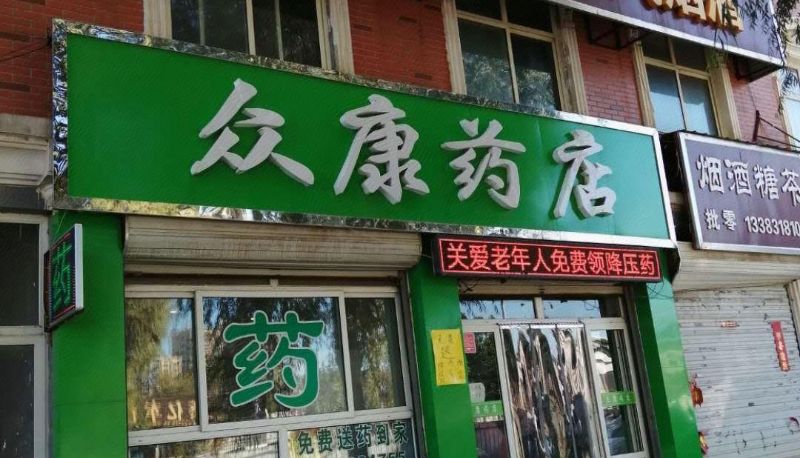 众康药店
关爱老年人免费领降压药
药
药
免费送药到家
烟酒糖茶
批零 133831810